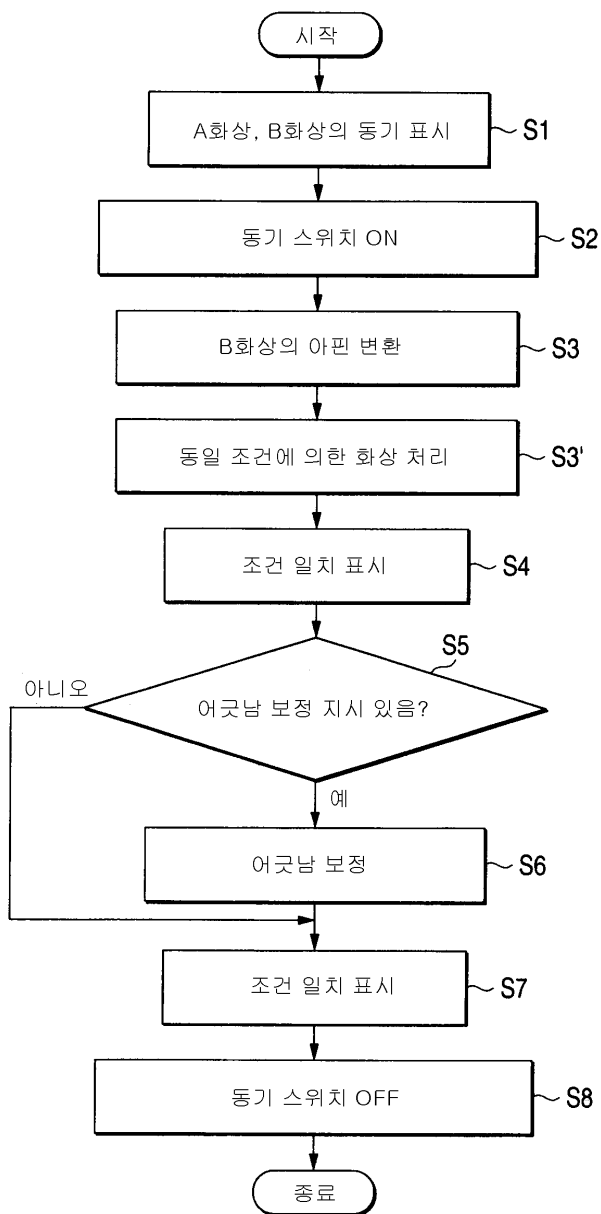 시작
A화상, B화상의 동기 표시
S1
동기 스위치 ON
S2
B화상의 아핀 변환
S3
동일 조건에 의한 화상 처리
S3'
조건 일치 표시
S4
S5
아니오
어긋남 보정 지시 있음?
예
어긋남 보정
S6
조건 일치 표시
S7
동기 스위치 OFF
S8
종료